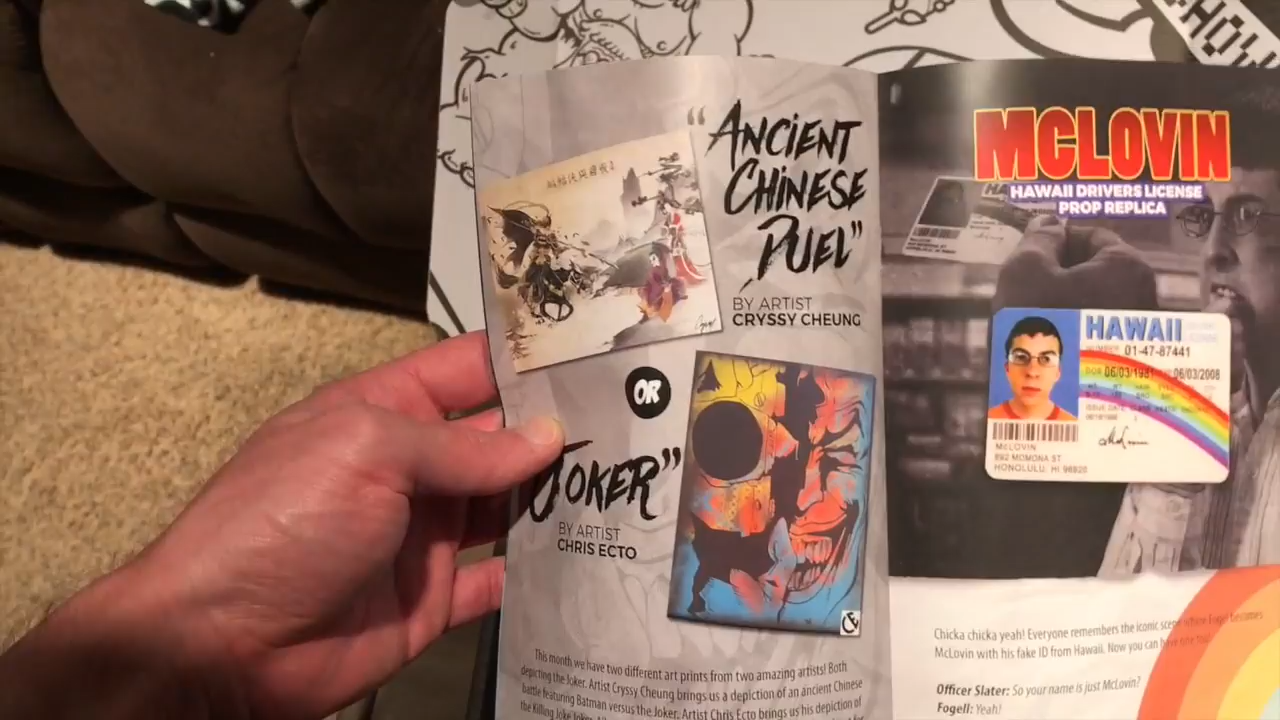 "ANCIENT
CHINESE
DUEL"
BY ARTIST
CRYSSY CHEUNG
OR
JOKER"
BY ARTIST
CHRIS ECTO
This month we have two different art prints from two amazing artists! Both
depicting the Joker. Artist Cryssy Cheung brings us a depiction of an ancient Chinese
battle featuring Batman versus the Joker. Artist Chris Ecto brings us his depiction of
the Killing Joke Joker.
MCLOVIN
HAWAII DRIVERS LICENSE
PROP REPLICA
HAWAII
NUMBER 01-47-87441
DOB 06/03/1981 06/03/2008
MCLOVIN
892 MOMONA ST
HONOLULU, HI 96820
Chicka chicka yeah! Everyone remembers the iconic scene where Fogel becomes
McLovin with his fake ID from Hawaii. Now you can have one too!
Officer Slater: So your name is just McLovin?
Fogell: Yeah!